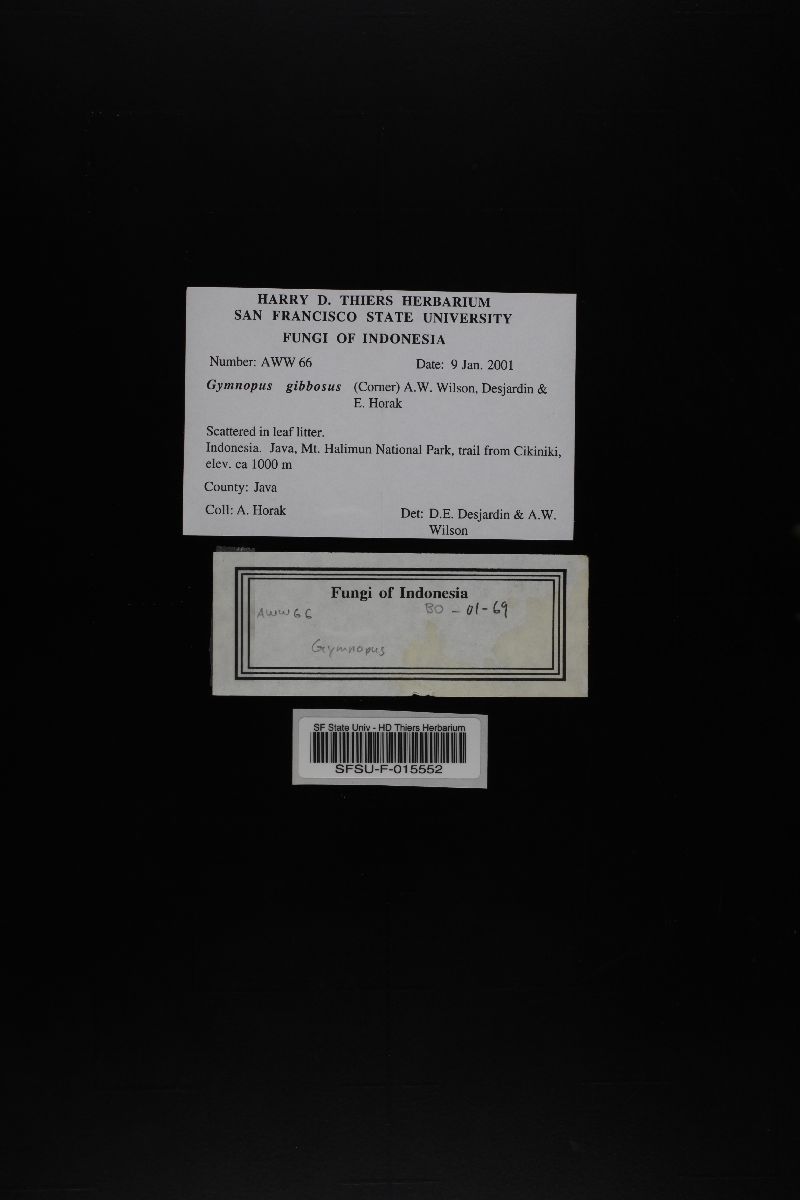 HARRY D. THIERS HERBARIUM
SAN FRANCISCO STATE UNIVERSITY
FUNGI OF INDONESIA
Number: AWW 66 Date: 9 Jan. 2001
Gymnopus gibbosus (Corner) A.W. Wilson, Desjardin &
E. Horak
Scattered in leaf litter.
Indonesia. Java, Mt. Halimun National Park, trail from Cikiniki,
elev. ca 1000 m
County: Java
Coll: A. Horak Det: D.E. Desjardin & A.W.
Wilson
Fungi of Indonesia
AWW66 BO-01-69
Gymnopus
SF State Univ - HD Thiers Herbarium
SFSU-F-015552